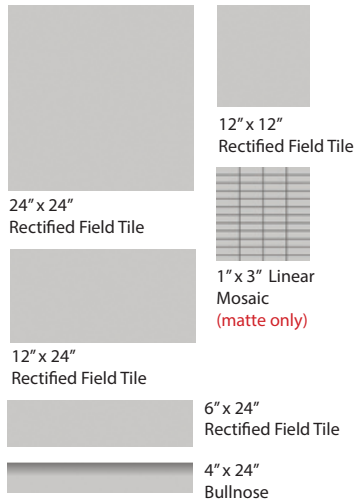 24" x 24"
Rectified Field Tile
12" x 12"
Rectified Field Tile
1" x 3" Linear
Mosaic
(matte only)
12" x 24"
Rectified Field Tile
6" x 24"
Rectified Field Tile
4" x 24"
Bullnose